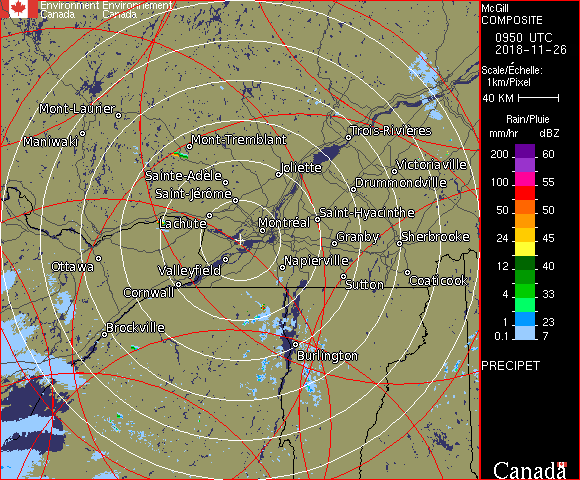 Environment Environnement
Canada Canada
McGill
COMPOSITE
0950 UTC
2018-11-26
Scale/Échelle:
1km/Pixel
40 KM
Rain/Pluie
mm/hr dBZ
200 60
100 55
50 50
24 45
12 40
4 33
1 23
0.1 7
PRECIPET
Mont-Laurier
Maniwaki
Mont-Tremblant
Trois-Rivières
Sainte-Adèle
Joliette
Victoriaville
Saint-Jérôme
Drummondville
Lachute
Montréal
Saint-Hyacinthe
Granby
Sherbrooke
Ottawa
Valleyfield
Napierville
Cornwall
Sutton
Coaticook
Brockville
Burlington
Canada